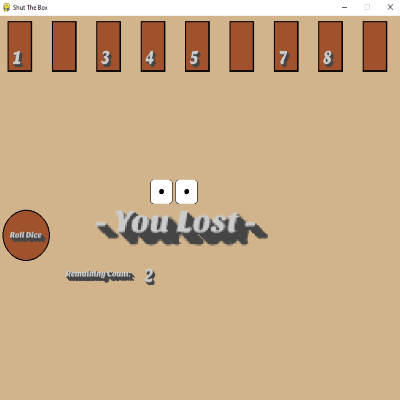 Shut The Box
1 3 4 5 7 8
- You Lost -
Roll Dice
Remaining Count: 2